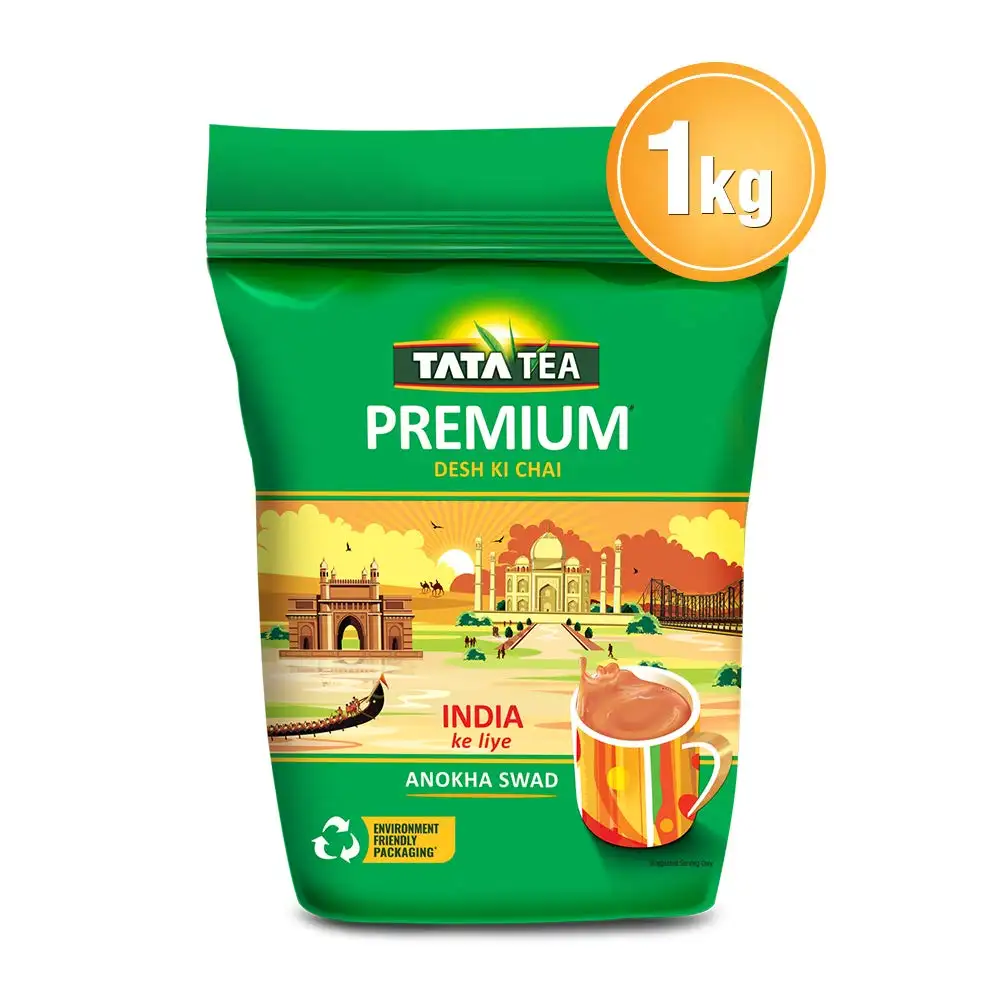 1kg
TATA TEA
PREMIUM
DESH KI CHAI
INDIA
ke liye
ANOKHA SWAD
ENVIRONMENT
FRIENDLY
PACKAGING*